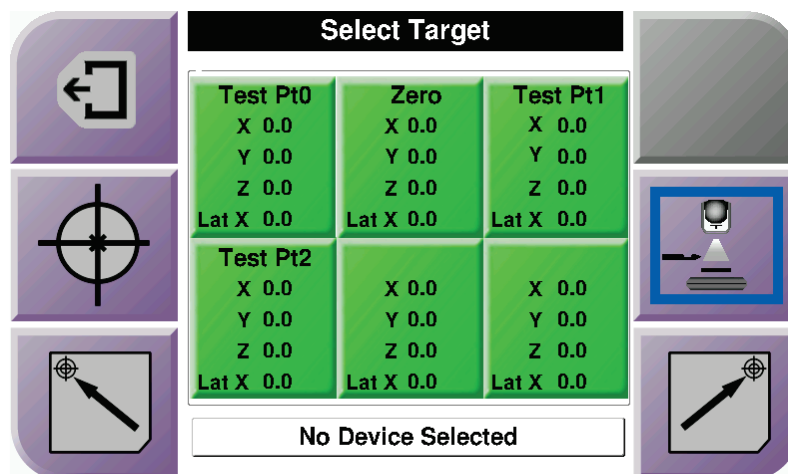 Select Target
Test Pt0 Zero Test Pt1
X 0.0 X 0.0 X 0.0
Y 0.0 Y 0.0 Y 0.0
Z 0.0 Z 0.0 Z 0.0
Lat X 0.0 Lat X 0.0 Lat X 0.0
Test Pt2
X 0.0 X 0.0 X 0.0
Y 0.0 Y 0.0 Y 0.0
Z 0.0 Z 0.0 Z 0.0
Lat X 0.0 Lat X 0.0 Lat X 0.0
No Device Selected